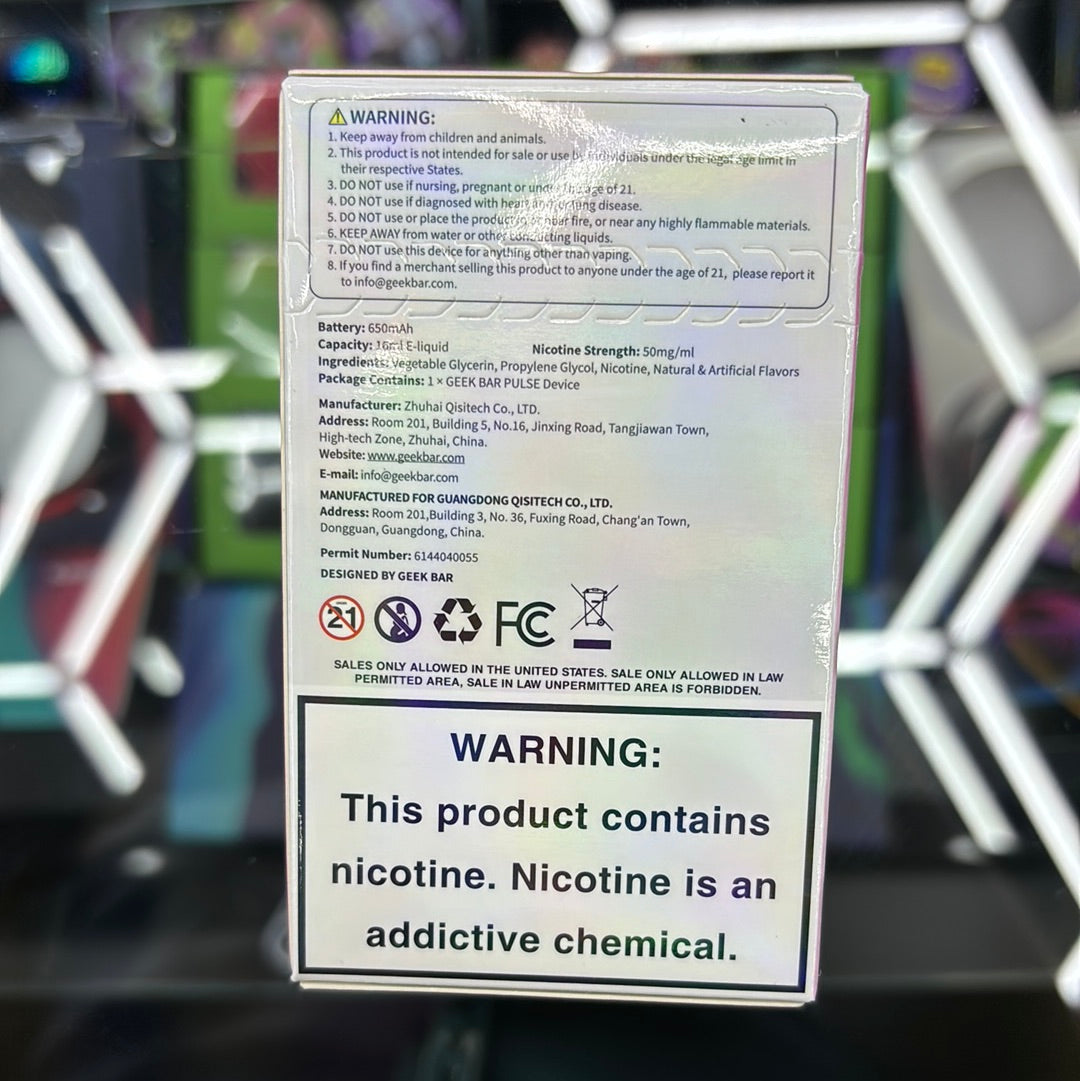 WARNING:
1. Keep away from children and animals.
2. This product is not intended for sale or use by individuals under the legal age limit in
their respective States.
3. DO NOT use if nursing, pregnant or under the age of 21.
4. DO NOT use if diagnosed with heart and/or lung disease.
5. DO NOT use or place the product in or near fire, or near any highly flammable materials.
6. KEEP AWAY from water or other conducting liquids.
7. DO NOT use this device for anything other than vaping.
8. If you find a merchant selling this product to anyone under the age of 21, please report it
to info@geekbar.com.
Battery: 650mAh
Capacity: 16ml E-liquid Nicotine Strength: 50mg/ml
Ingredients: Vegetable Glycerin, Propylene Glycol, Nicotine, Natural & Artificial Flavors
Package Contains: 1 × GEEK BAR PULSE Device
Manufacturer: Zhuhai Qisitech Co., LTD.
Address: Room 201, Building 5, No.16, Jinxing Road, Tangjiawan Town,
High-tech Zone, Zhuhai, China.
Website: www.geekbar.com
E-mail: info@geekbar.com
MANUFACTURED FOR GUANGDONG QISITECH CO., LTD.
Address: Room 201,Building 3, No. 36, Fuxing Road, Chang'an Town,
Dongguan, Guangdong, China.
Permit Number: 6144040055
DESIGNED BY GEEK BAR
21 FC
SALES ONLY ALLOWED IN THE UNITED STATES. SALE ONLY ALLOWED IN LAW
PERMITTED AREA, SALE IN LAW UNPERMITTED AREA IS FORBIDDEN.
WARNING:
This product contains
nicotine. Nicotine is an
addictive chemical.